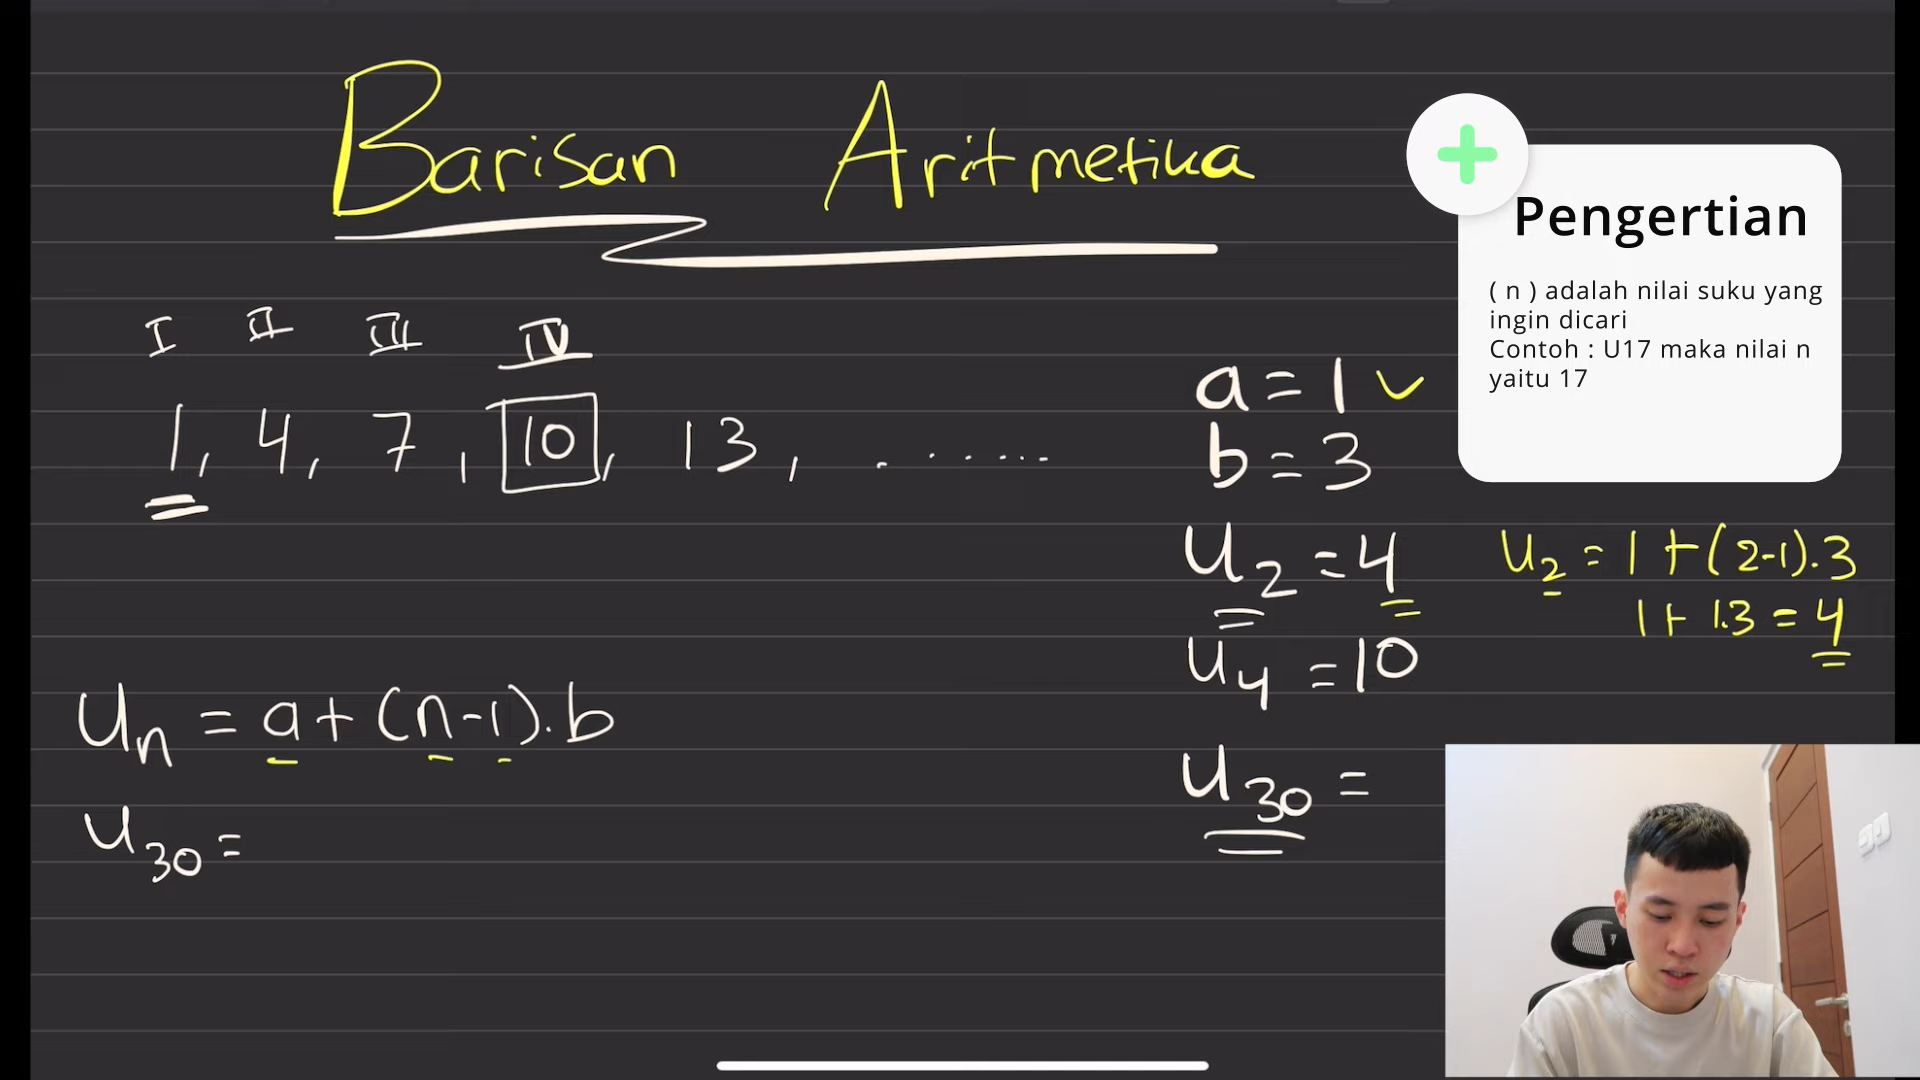 Barisan Aritmetika
I II III IV
1, 4, 7, 10, 13, .......
Un = a + (n-1).b
U30 =
a = 1 ✓
b = 3
U2 = 4
U4 = 10
U30 =
Pengertian
( n ) adalah nilai suku yang
ingin dicari
Contoh : U17 maka nilai n
yaitu 17
U2 = 1 + (2-1).3
1 + 1.3 = 4